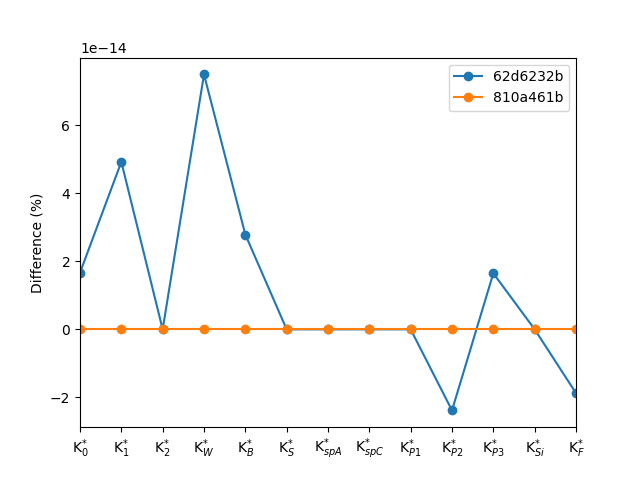 1e−14
62d6232b
810a461b
6
4
2
0
−2
Difference (%)
K*0 K*1 K*2 K*W K*B K*S K*spA K*spC K*P1 K*P2 K*P3 K*Si K*F